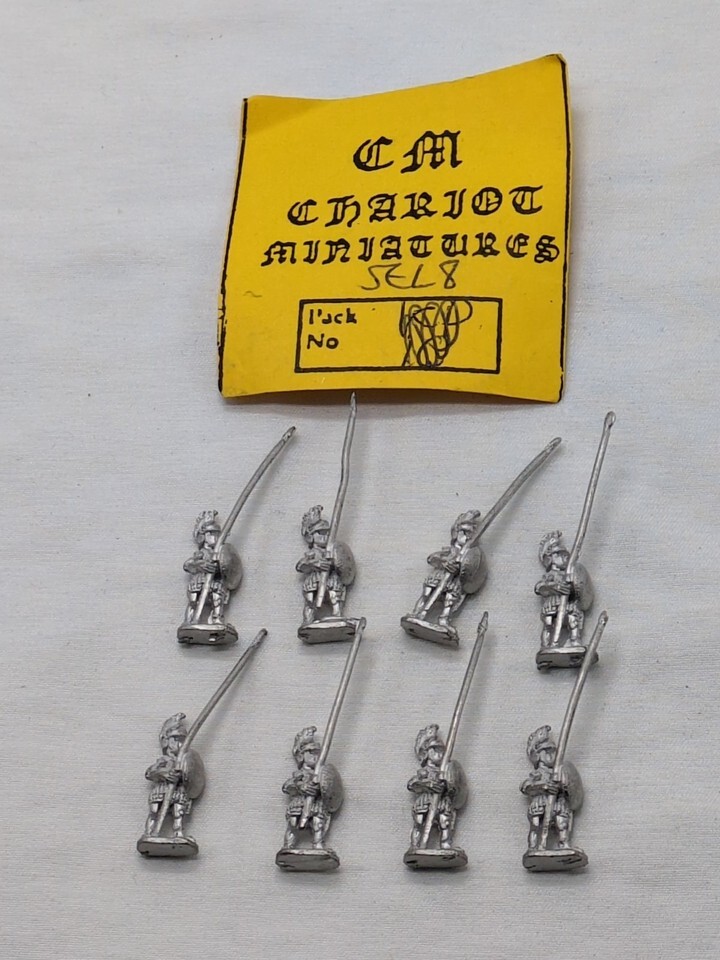 CM
CHARIOT
MINIATURES
SEL8
Pack
No